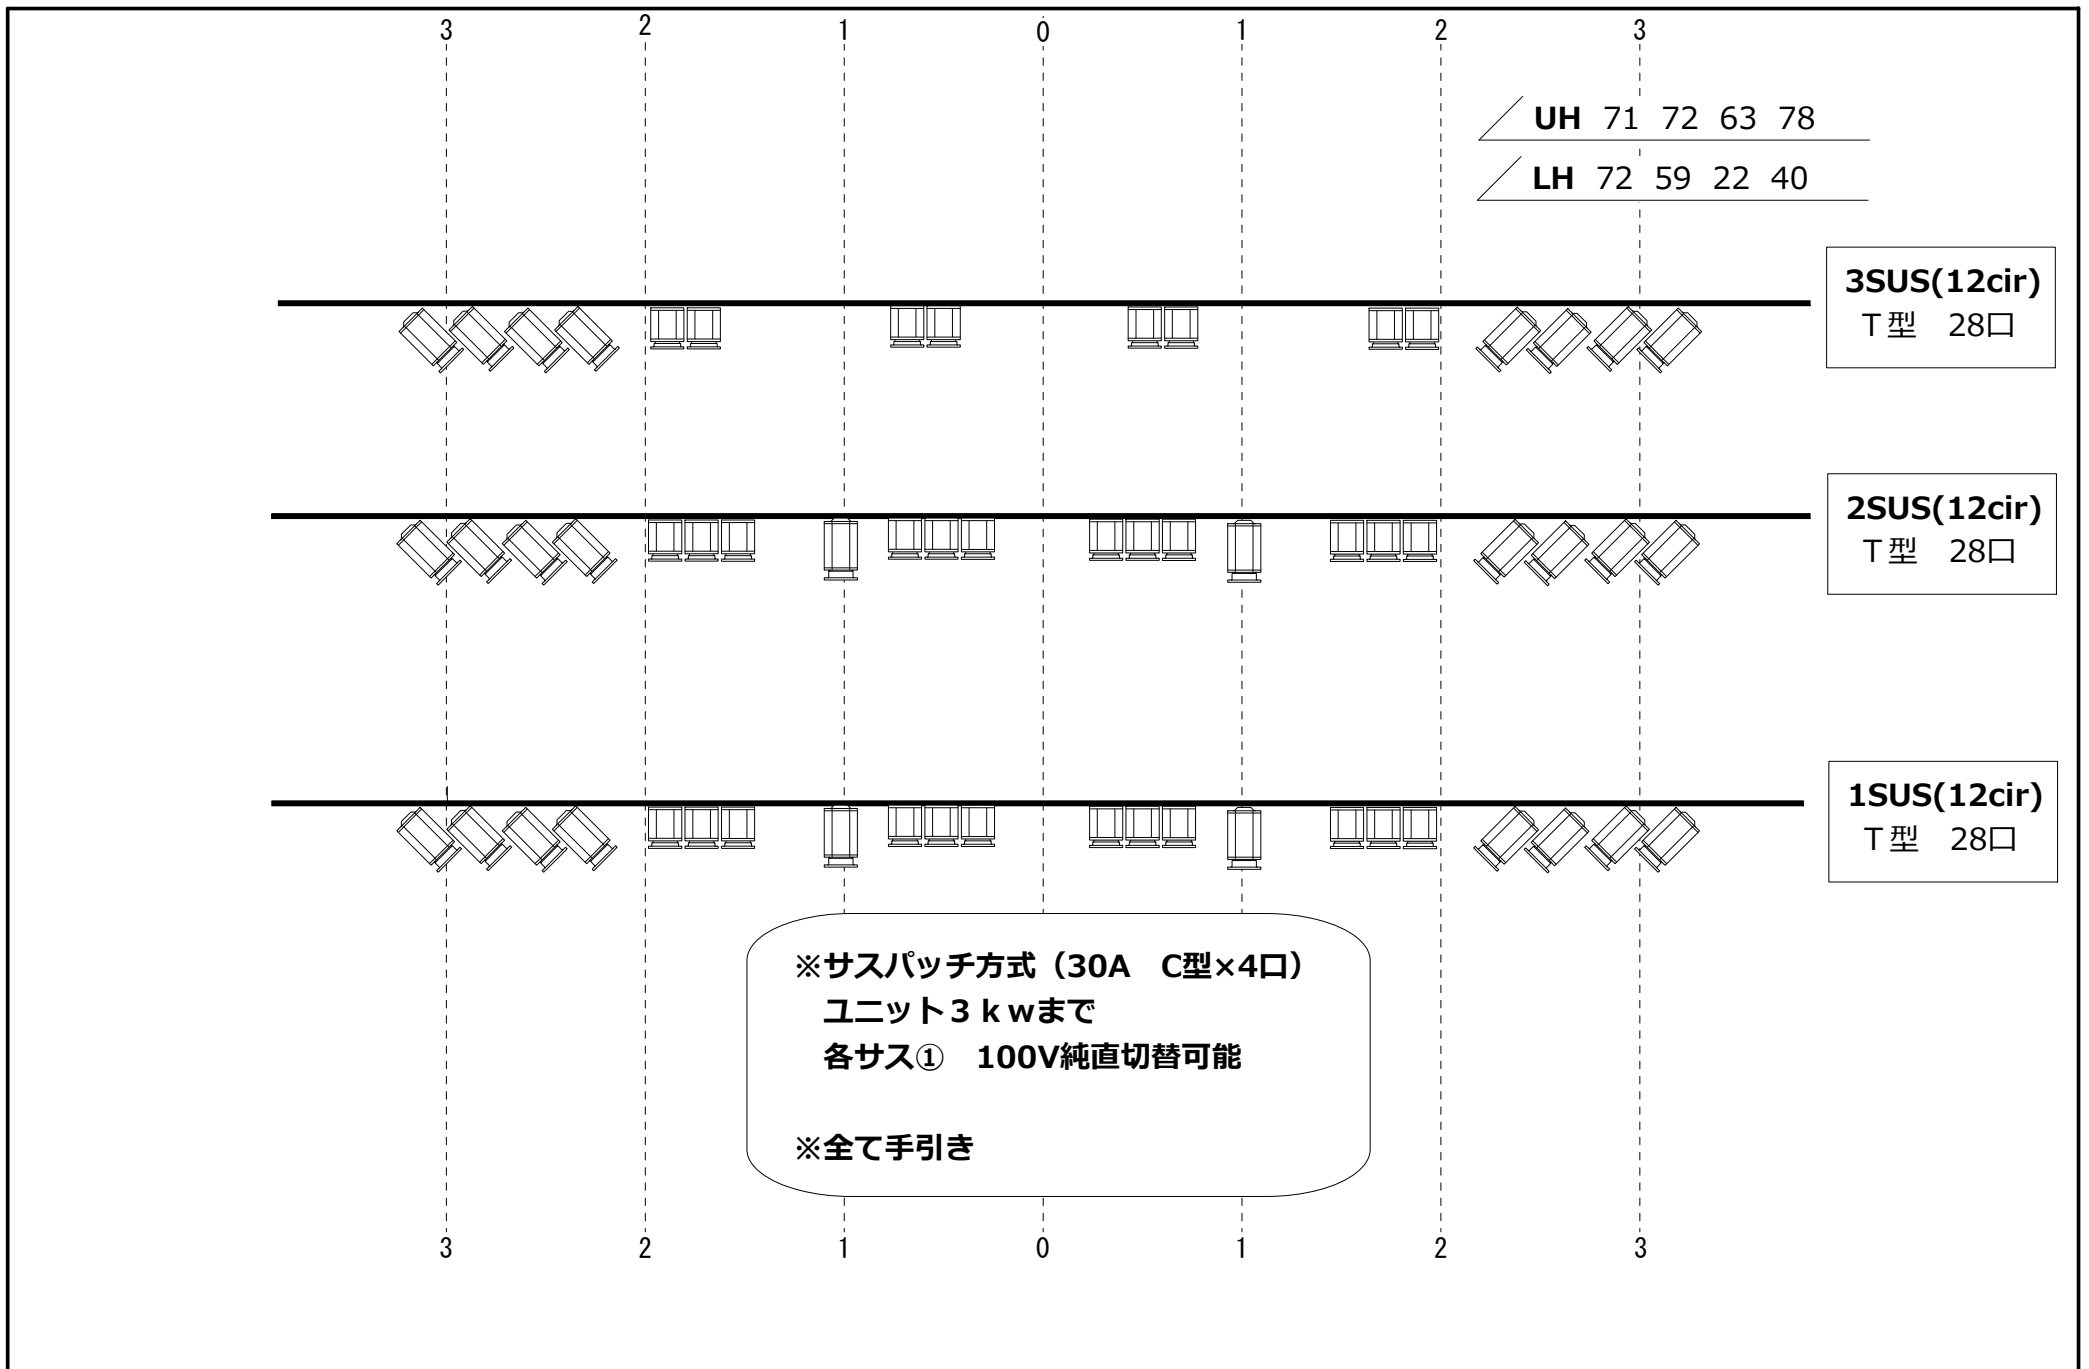 3 2 1 0 1 2 3
UH 71 72 63 78
LH 72 59 22 40
3SUS(12cir)
T型　28口
2SUS(12cir)
T型　28口
1SUS(12cir)
T型　28口
※サスパッチ方式（30A　C型×4口）
ユニット３ｋｗまで
各サス①　100V純直切替可能
※全て手引き
3 2 1 0 1 2 3